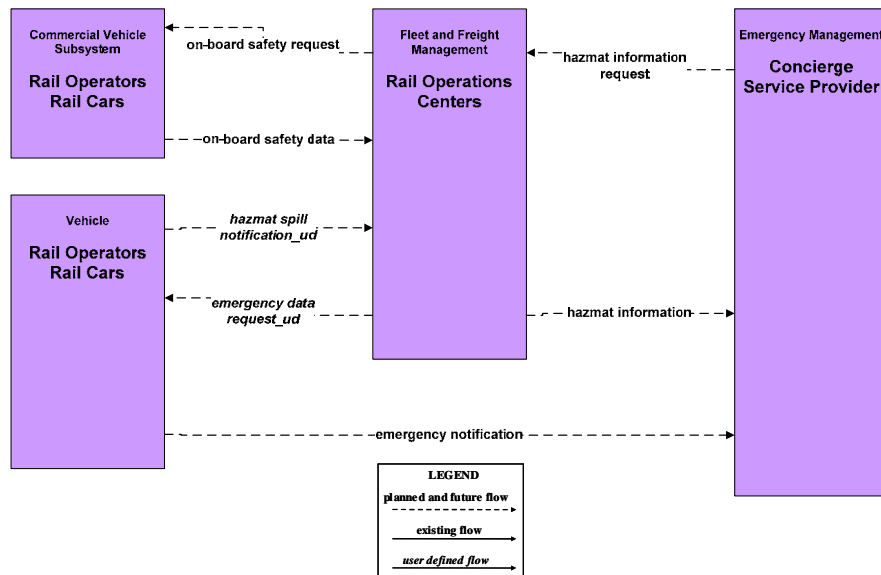 Commercial Vehicle
Subsystem
Rail Operators
Rail Cars
on-board safety request
Fleet and Freight
Management
Rail Operations
Centers
hazmat information
request
Emergency Management
Concierge
Service Provider
on-board safety data
Vehicle
Rail Operators
Rail Cars
hazmat spill
notification_ud
emergency data
request_ud
hazmat information
emergency notification
LEGEND
planned and future flow
existing flow
user defined flow